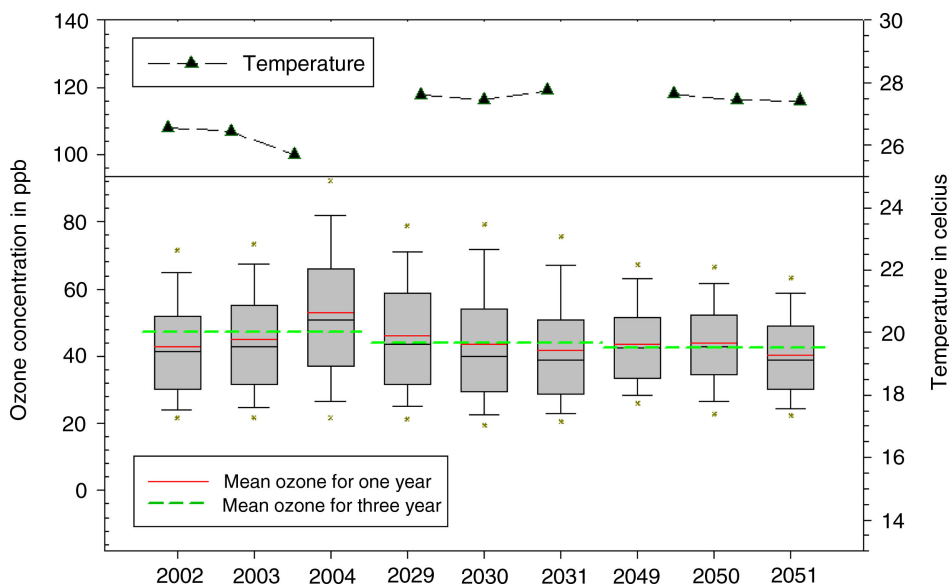 140
120
100
80
60
40
20
0
Ozone concentration in ppb
Temperature
30
28
26
24
22
20
18
16
14
Temperature in celcius
Mean ozone for one year
Mean ozone for three year
2002 2003 2004 2029 2030 2031 2049 2050 2051